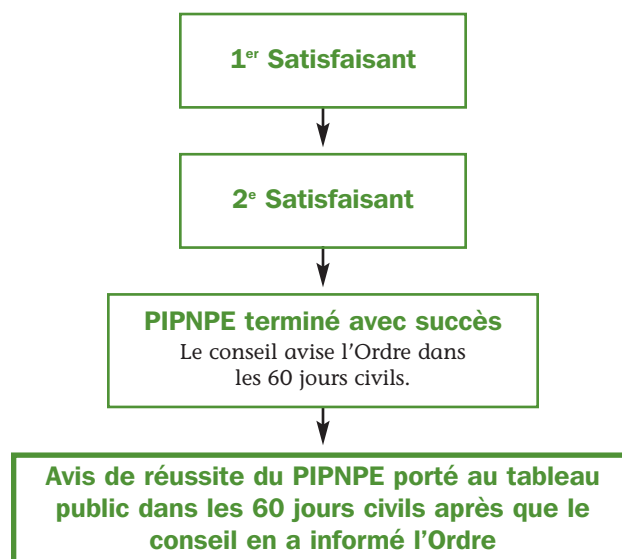 1er Satisfaisant
2e Satisfaisant
PIPNPE terminé avec succès
Le conseil avise l’Ordre dans
les 60 jours civils.
Avis de réussite du PIPNPE porté au tableau
public dans les 60 jours civils après que le
conseil en a informé l’Ordre